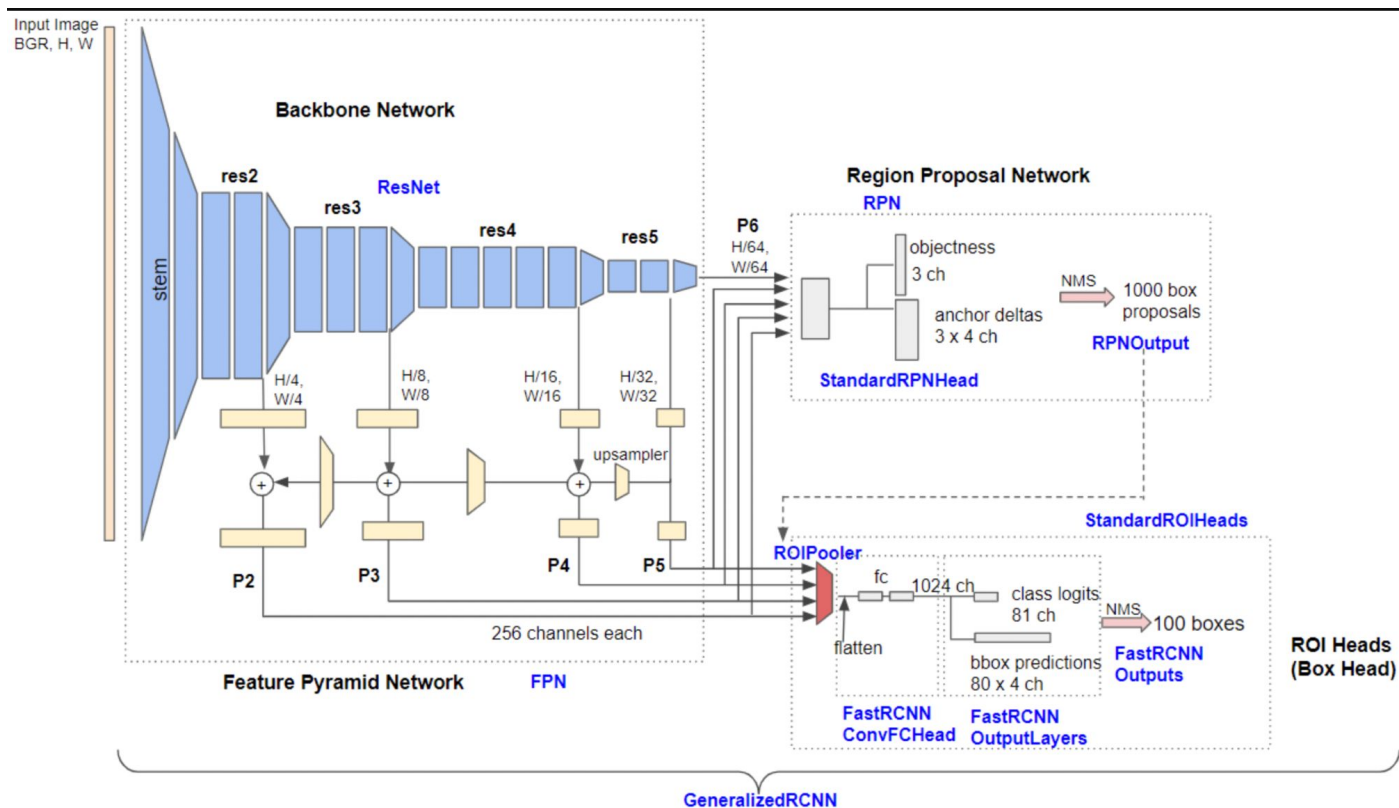 Input Image
BGR, H, W
Backbone Network
ResNet
stem
res2
res3
res4
res5
H/4,
W/4
H/8,
W/8
H/16,
W/16
H/32,
W/32
+
+
+
upsampler
P2
P3
P4
P5
256 channels each
Feature Pyramid Network
FPN
P6
H/64,
W/64
Region Proposal Network
RPN
objectness
3 ch
anchor deltas
3 x 4 ch
StandardRPNHead
NMS
1000 box
proposals
RPNOutput
StandardROIHeads
ROIPooler
flatten
fc
1024 ch
class logits
81 ch
bbox predictions
80 x 4 ch
FastRCNN
ConvFCHead
FastRCNN
OutputLayers
NMS
100 boxes
FastRCNN
Outputs
ROI Heads
(Box Head)
GeneralizedRCNN